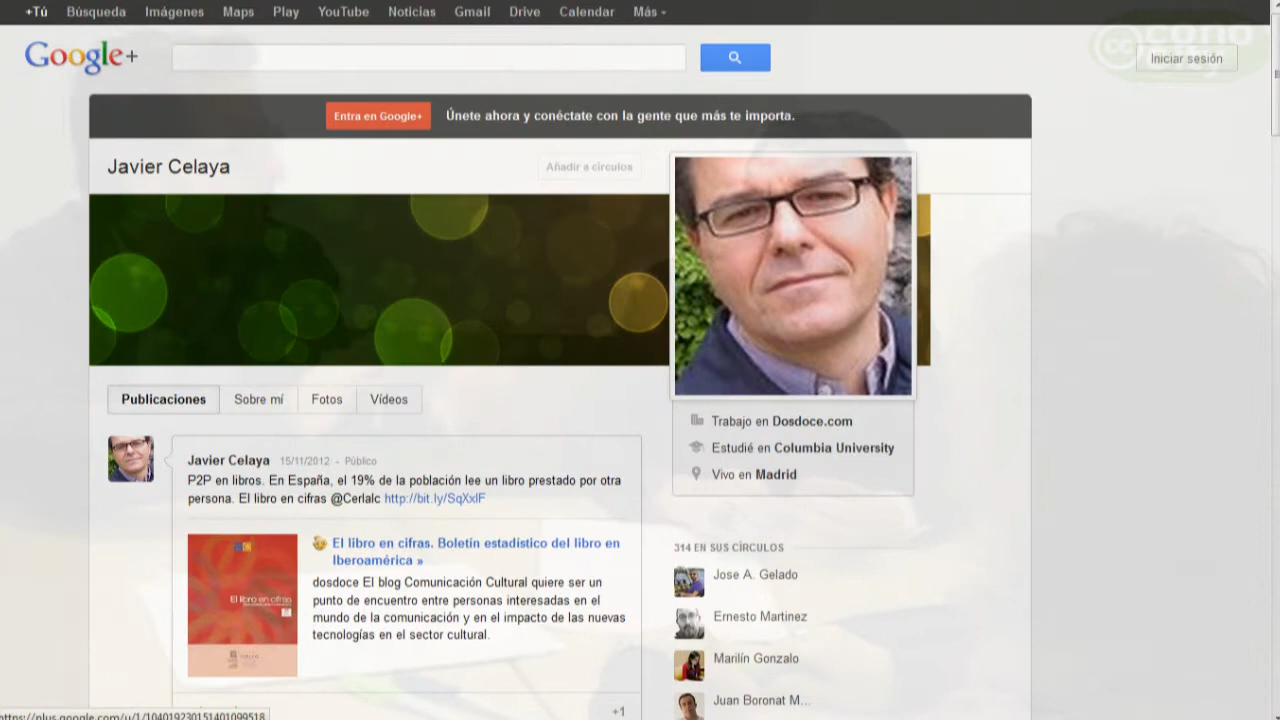 +Tú Búsqueda Imágenes Maps Play YouTube Noticias Gmail Drive Calendar Más
Google+
Iniciar sesión
Entra en Google+ Únete ahora y conéctate con la gente que más te importa.
Javier Celaya
Añadir a círculos
Publicaciones Sobre mí Fotos Vídeos
Trabajo en Dosdoce.com
Estudié en Columbia University
Vivo en Madrid
Javier Celaya 15/11/2012 - Público
P2P en libros. En España, el 19% de la población lee un libro prestado por otra
persona. El libro en cifras @Cerlalc http://bit.ly/SqXxlF
El libro en cifras
El libro en cifras. Boletín estadístico del libro en
Iberoamérica »
dosdoce El blog Comunicación Cultural quiere ser un
punto de encuentro entre personas interesadas en el
mundo de la comunicación y en el impacto de las nuevas
tecnologías en el sector cultural.
+1
314 EN SUS CÍRCULOS
Jose A. Gelado
Ernesto Martinez
Marilín Gonzalo
Juan Boronat M...
https://plus.google.com/u/1/104019230151401099518